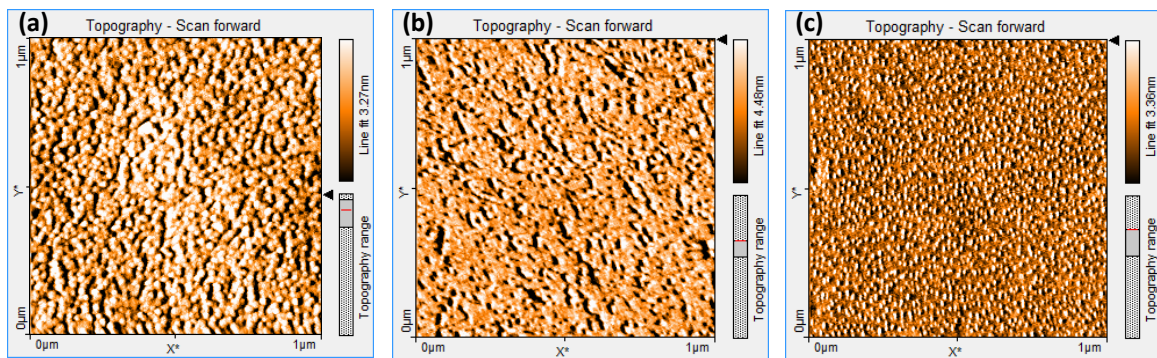 (a)
Topography - Scan forward
1µm
Line fit 3.27nm
Y*
Topography range
0µm
0µm
X*
1µm
(b)
Topography - Scan forward
1µm
Line fit 4.48nm
Y*
Topography range
0µm
0µm
X*
1µm
(c)
Topography - Scan forward
1µm
Line fit 3.36nm
Y*
Topography range
0µm
0µm
X*
1µm